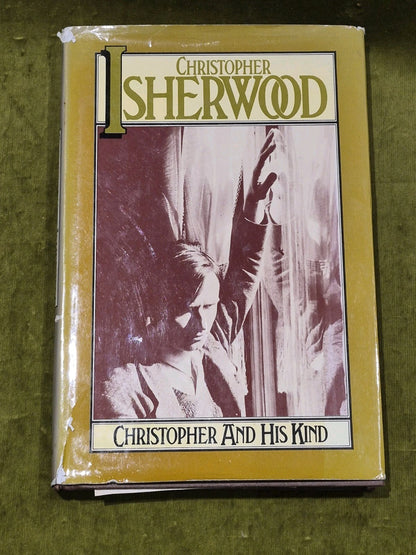 CHRISTOPHER
ISHERWOOD
CHRISTOPHER AND HIS KIND